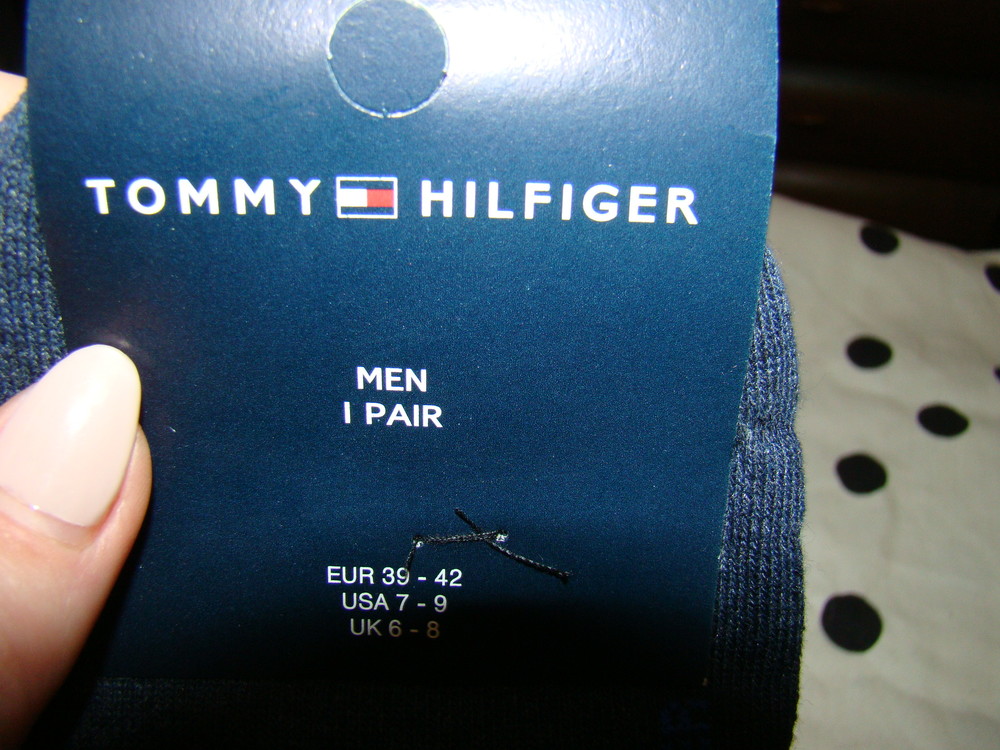 TOMMY HILFIGER
MEN
1 PAIR
EUR 39 - 42
USA 7 - 9
UK 6 - 8